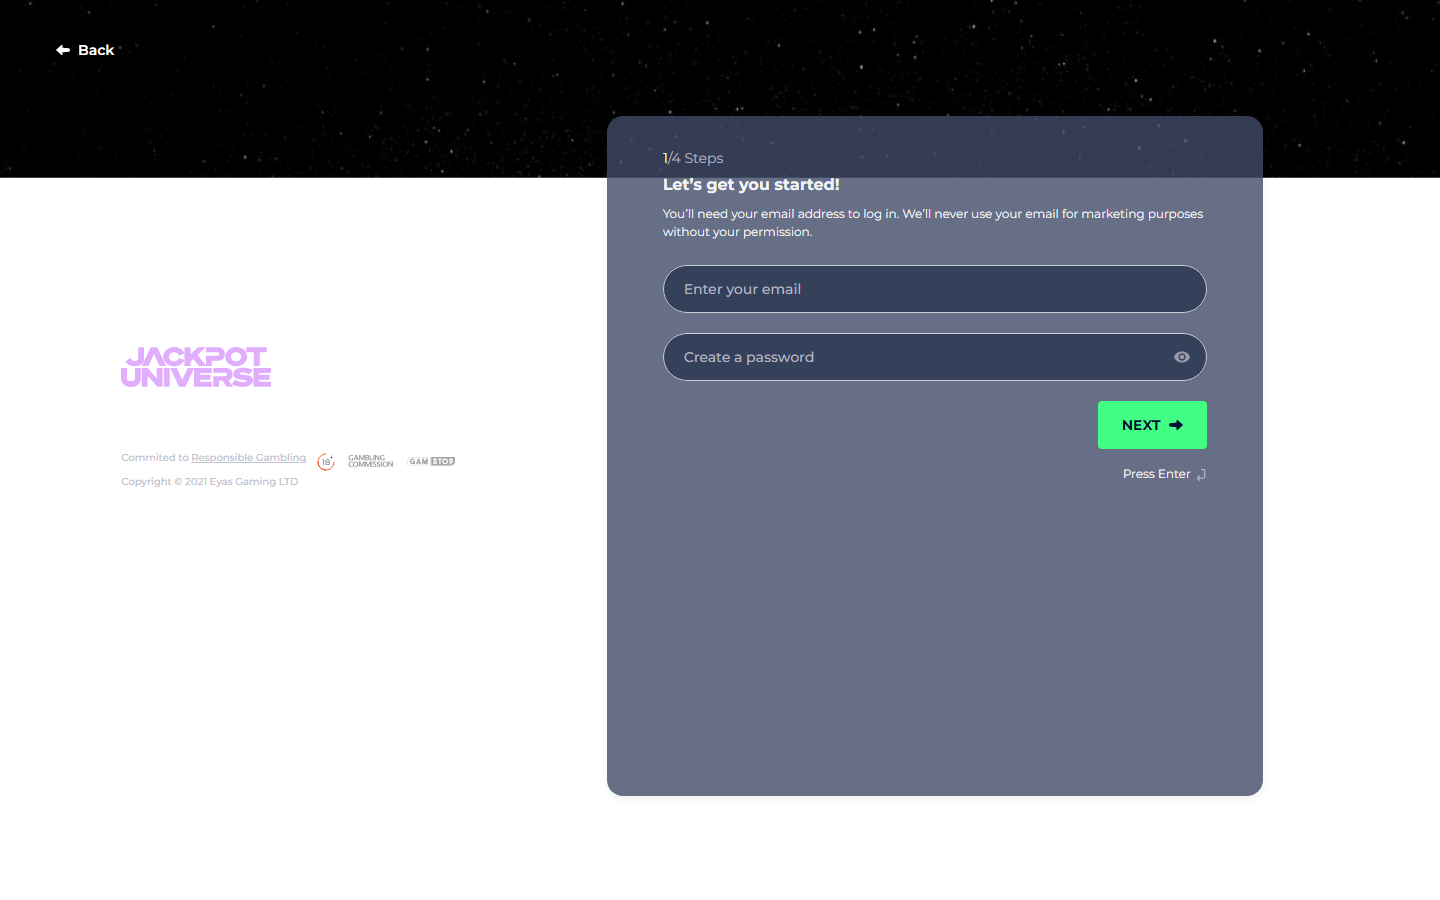 Back
1/4 Steps
Let's get you started!
You'll need your email address to log in. We'll never use your email for marketing purposes
without your permission.
Enter your email
Create a password
NEXT
Press Enter
JACKPOT
UNIVERSE
Commited to Responsible Gambling
18+
GAMBLING
COMMISSION
GAMSTOP
Copyright © 2021 Eyas Gaming LTD